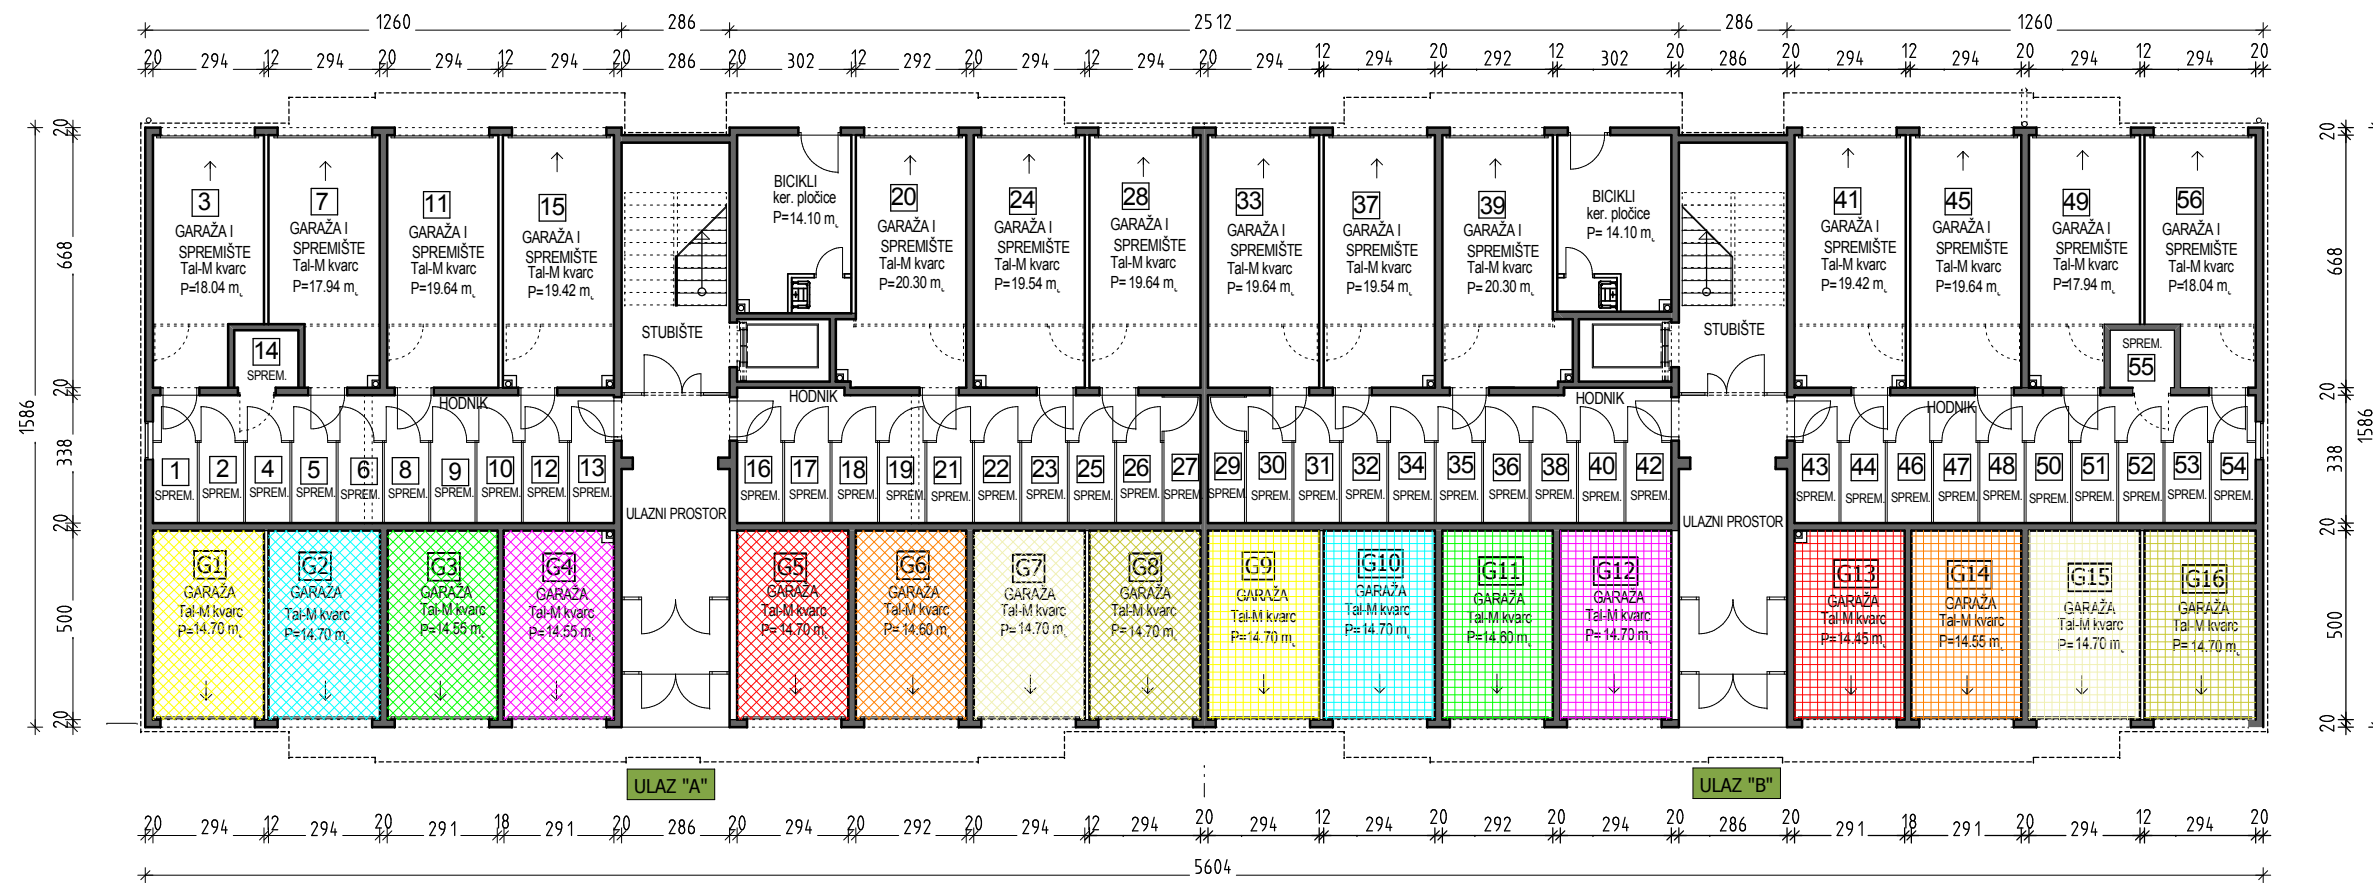 1260 286 2512 286 1260
20 294 12 294 20 294 12 294 20 286 20 302 12 292 20 294 12 294 20 294 12 294 20 292 12 302 20 286 20 294 12 294 20 294 12 294 20
20 668 20 338 20 500 20
1586
3
GARAŽA I
SPREMIŠTE
Tal-M kvarc
P=18.04 m
7
GARAŽA I
SPREMIŠTE
Tal-M kvarc
P=17.94 m
11
GARAŽA I
SPREMIŠTE
Tal-M kvarc
P=19.64 m
15
GARAŽA I
SPREMIŠTE
Tal-M kvarc
P=19.42 m
STUBIŠTE
BICIKLI
ker. pločice
P=14.10 m
20
GARAŽA I
SPREMIŠTE
Tal-M kvarc
P=20.30 m
24
GARAŽA I
SPREMIŠTE
Tal-M kvarc
P=19.54 m
28
GARAŽA I
SPREMIŠTE
Tal-M kvarc
P=19.64 m
33
GARAŽA I
SPREMIŠTE
Tal-M kvarc
P=19.64 m
37
GARAŽA I
SPREMIŠTE
Tal-M kvarc
P=19.54 m
39
GARAŽA I
SPREMIŠTE
Tal-M kvarc
P=20.30 m
BICIKLI
ker. pločice
P= 14.10 m
STUBIŠTE
41
GARAŽA I
SPREMIŠTE
Tal-M kvarc
P=19.42 m
45
GARAŽA I
SPREMIŠTE
Tal-M kvarc
P=19.64 m
49
GARAŽA I
SPREMIŠTE
Tal-M kvarc
P=17.94 m
56
GARAŽA I
SPREMIŠTE
Tal-M kvarc
P=18.04 m
20 668 20 338 20 500 20
1586
14
SPREM.
SPREM.
55
HODNIK
HODNIK
HODNIK
HODNIK
1 2 4 5 6 8 9 10 12 13
SPREM. SPREM. SPREM. SPREM. SPREM. SPREM. SPREM. SPREM. SPREM. SPREM.
16 17 18 19 21 22 23 25 26 27
SPREM. SPREM. SPREM. SPREM. SPREM. SPREM. SPREM. SPREM. SPREM. SPREM.
29 30 31 32 34 35 36 38 40 42
SPREM. SPREM. SPREM. SPREM. SPREM. SPREM. SPREM. SPREM. SPREM. SPREM.
43 44 46 47 48 50 51 52 53 54
SPREM. SPREM. SPREM. SPREM. SPREM. SPREM. SPREM. SPREM. SPREM. SPREM.
ULAZNI PROSTOR
ULAZNI PROSTOR
G1
GARAŽA
Tal-M kvarc
P=14.70 m
G2
GARAŽA
Tal-M kvarc
P=14.70 m
G3
GARAŽA
Tal-M kvarc
P=14.55 m
G4
GARAŽA
Tal-M kvarc
P=14.55 m
G5
GARAŽA
Tal-M kvarc
P=14.70 m
G6
GARAŽA
Tal-M kvarc
P=14.60 m
G7
GARAŽA
Tal-M kvarc
P=14.70 m
G8
GARAŽA
Tal-M kvarc
P=14.70 m
G9
GARAŽA
Tal-M kvarc
P=14.70 m
G10
GARAŽA
Tal-M kvarc
P=14.70 m
G11
GARAŽA
Tal-M kvarc
P=14.60 m
G12
GARAŽA
Tal-M kvarc
P=14.70 m
G13
GARAŽA
Tal-M kvarc
P=14.45 m
G14
GARAŽA
Tal-M kvarc
P=14.55 m
G15
GARAŽA
Tal-M kvarc
P=14.70 m
G16
GARAŽA
Tal-M kvarc
P=14.70 m
ULAZ "A"
ULAZ "B"
20 294 12 294 20 291 18 291 20 286 20 294 20 292 20 294 12 294 20 294 12 294 20 292 20 294 20 286 20 291 18 291 20 294 12 294 20
5604